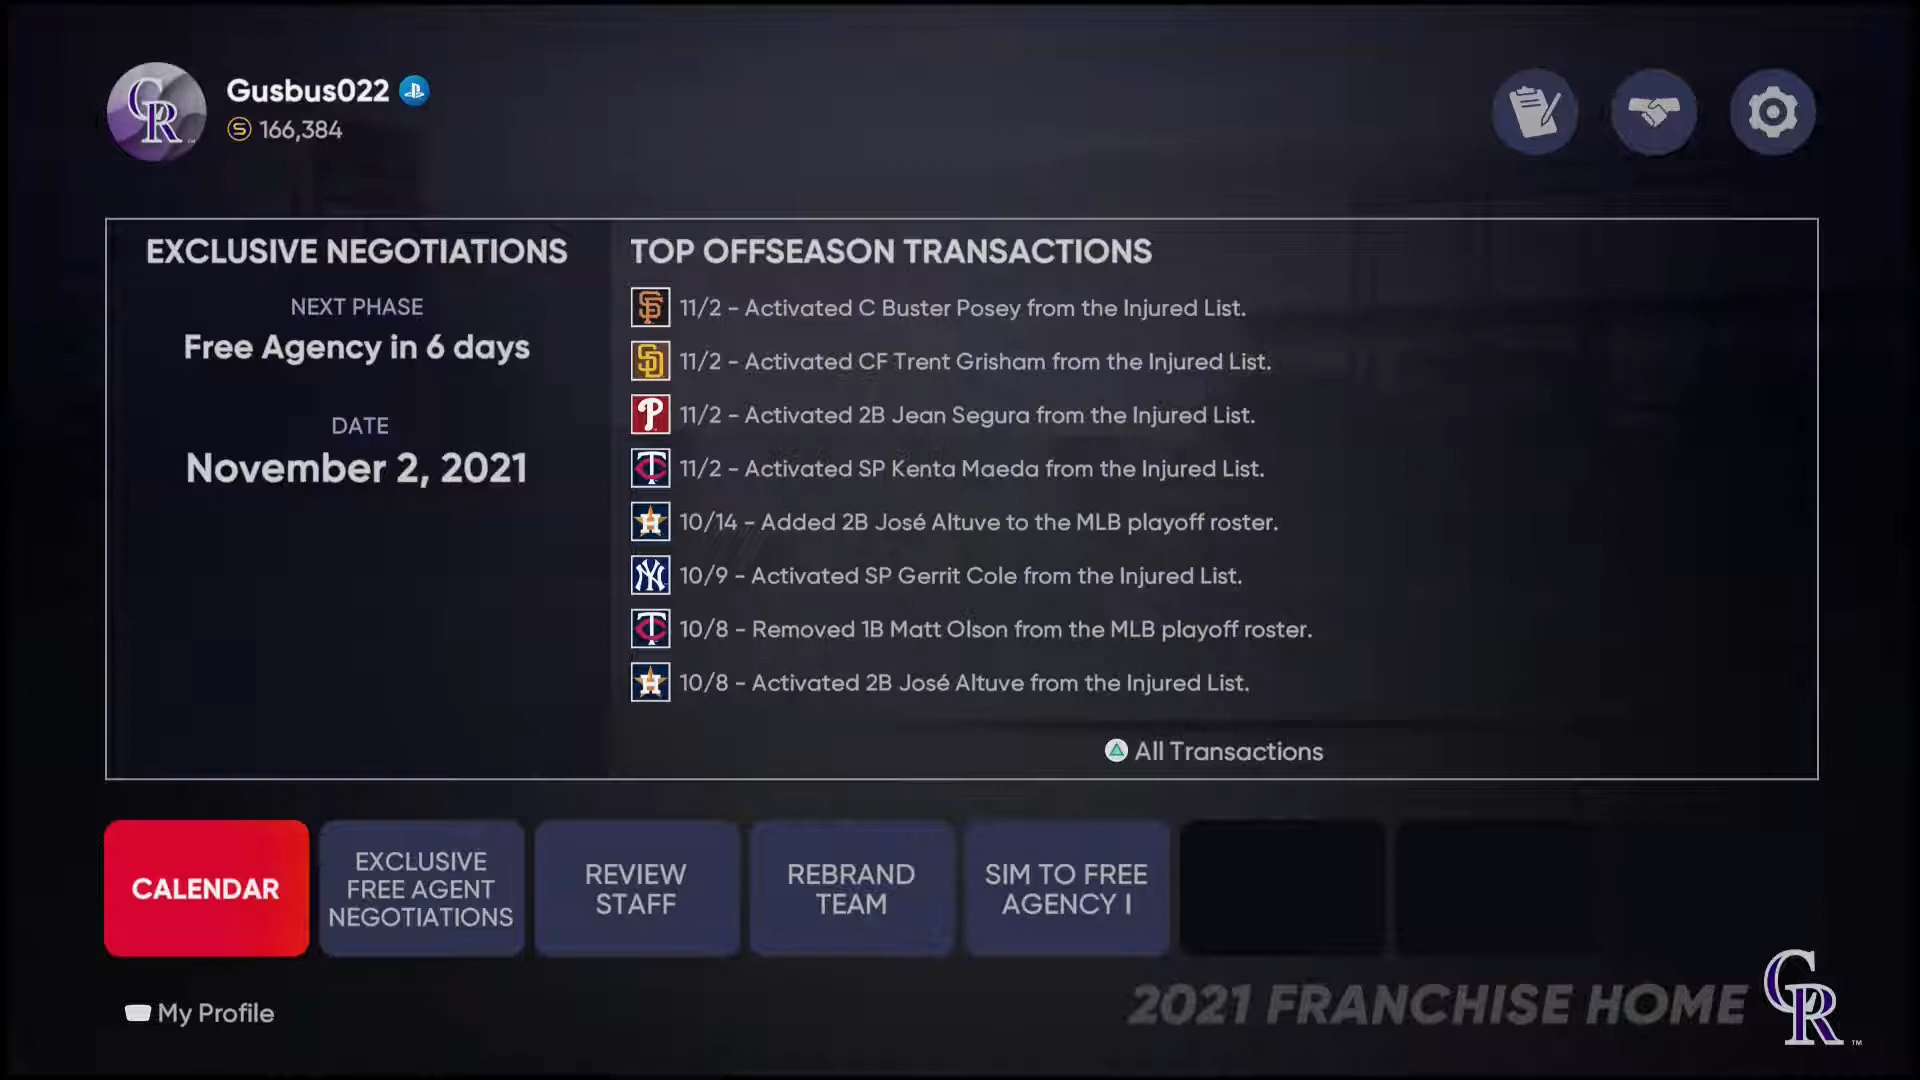 Gusbus022
166,384
EXCLUSIVE NEGOTIATIONS
NEXT PHASE
Free Agency in 6 days
DATE
November 2, 2021
TOP OFFSEASON TRANSACTIONS
11/2 - Activated C Buster Posey from the Injured List.
11/2 - Activated CF Trent Grisham from the Injured List.
11/2 - Activated 2B Jean Segura from the Injured List.
11/2 - Activated SP Kenta Maeda from the Injured List.
10/14 - Added 2B José Altuve to the MLB playoff roster.
10/9 - Activated SP Gerrit Cole from the Injured List.
10/8 - Removed 1B Matt Olson from the MLB playoff roster.
10/8 - Activated 2B José Altuve from the Injured List.
All Transactions
CALENDAR
EXCLUSIVE
FREE AGENT
NEGOTIATIONS
REVIEW
STAFF
REBRAND
TEAM
SIM TO FREE
AGENCY I
My Profile
2021 FRANCHISE HOME
CR™